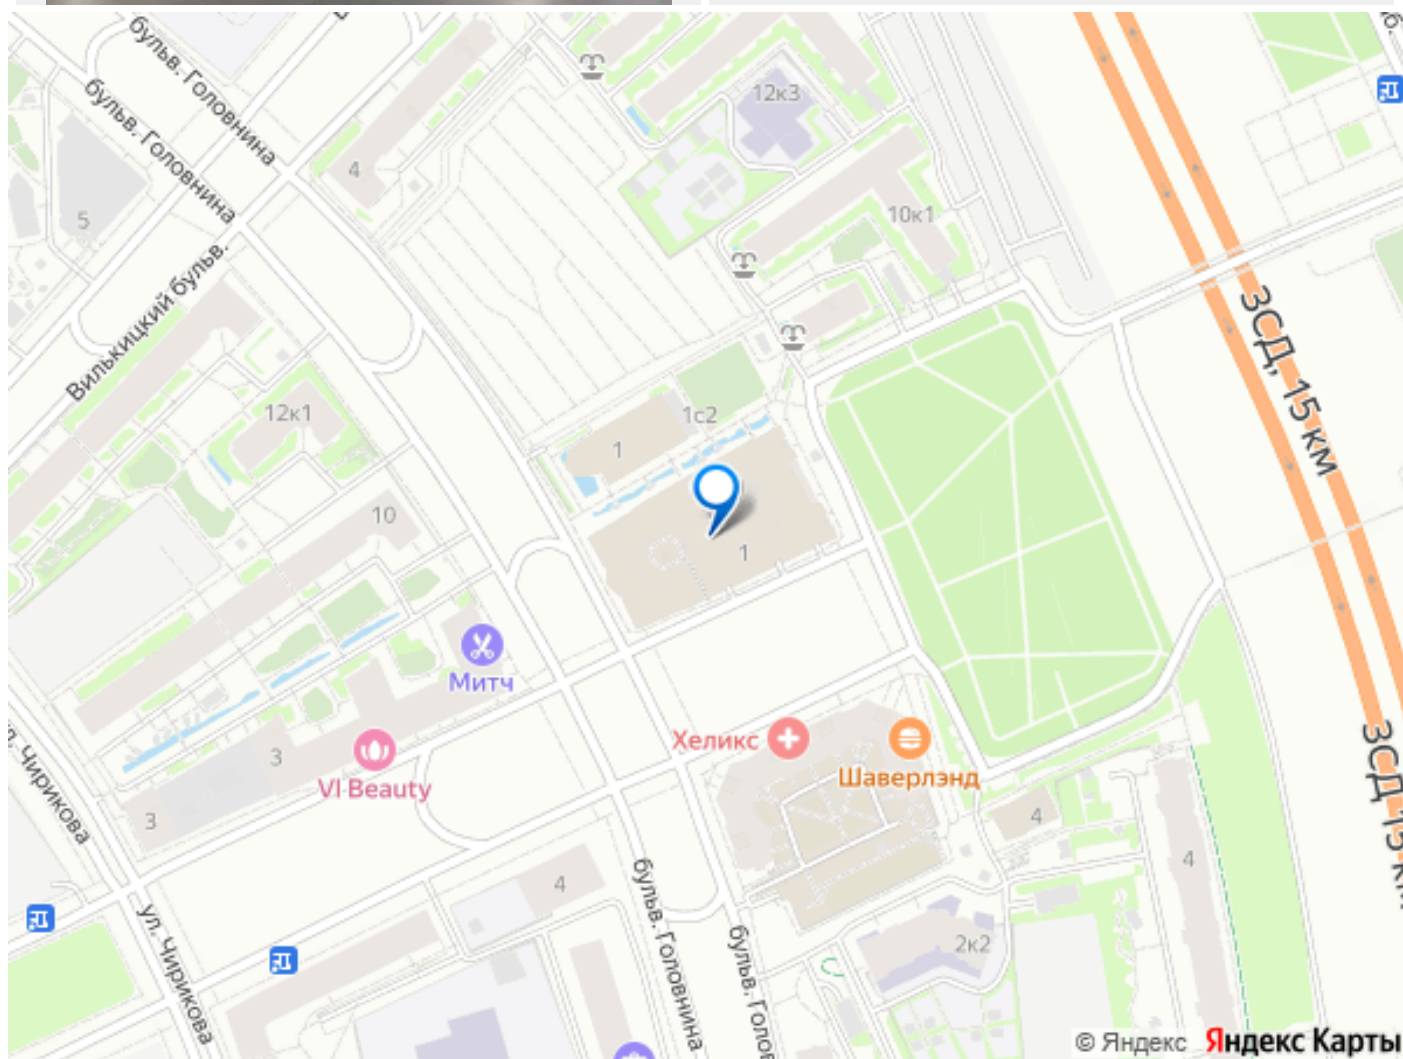 бульв. Головнина
бульв. Головнина
12к3
4
5
10к1
Вилькицкий бульв.
ЗСД, 15 км
12к1
1с2
1
10
1
Митч
Хеликс
VI Beauty
3
Шаверлэнд
ЗСД 15 км
ул. Чирикова
3
4
4
4
бульв. Головнина
ул. Чирикова
2к2
бульв. Голов
© Яндекс Яндекс Карты